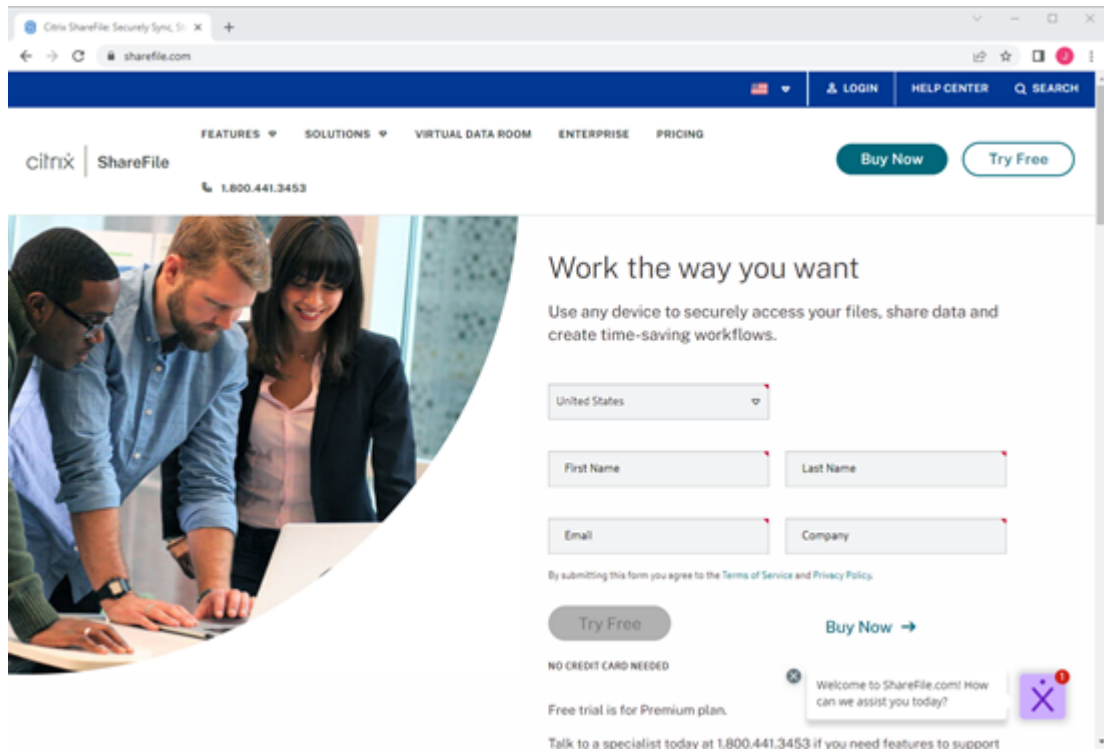 Citrix ShareFile: Securely Sync, St
sharefile.com
J
LOGIN
HELP CENTER
SEARCH
FEATURES
SOLUTIONS
VIRTUAL DATA ROOM
ENTERPRISE
PRICING
citrix
ShareFile
1.800.441.3453
Buy Now
Try Free
Work the way you want
Use any device to securely access your files, share data and
create time-saving workflows.
United States
First Name
Last Name
Email
Company
By submitting this form you agree to the Terms of Service and Privacy Policy.
Try Free
Buy Now →
NO CREDIT CARD NEEDED
Welcome to ShareFile.com! How
can we assist you today?
1
Free trial is for Premium plan.
Talk to a specialist today at 1.800.441.3453 if you need features to support